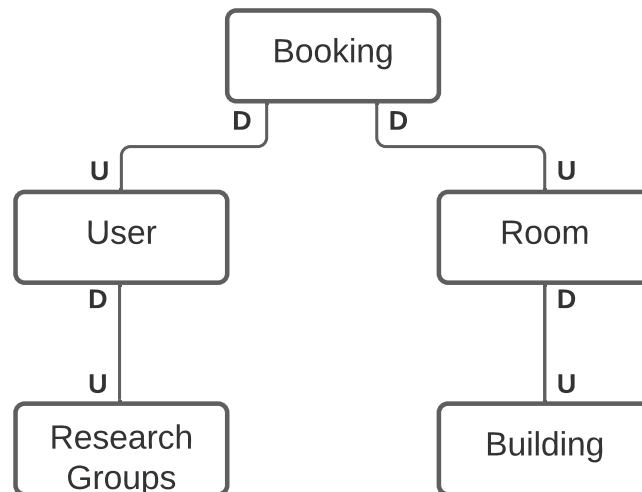 Booking
D D
U U
User Room
D D
U U
Research
Groups
Building